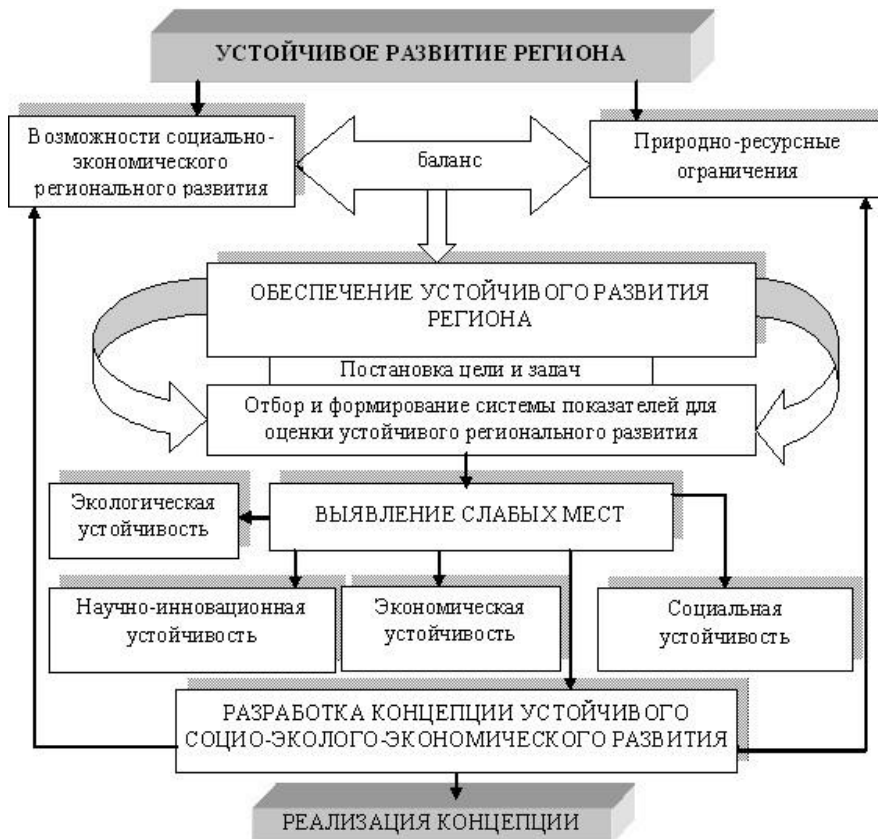 УСТОЙЧИВОЕ РАЗВИТИЕ РЕГИОНА
Возможности социально-
экономического
регионального развития
баланс
Природно-ресурсные
ограничения
ОБЕСПЕЧЕНИЕ УСТОЙЧИВОГО РАЗВИТИЯ
РЕГИОНА
Постановка цели и задач
Отбор и формирование системы показателей для
оценки устойчивого регионального развития
Экологическая
устойчивость
ВЫЯВЛЕНИЕ СЛАБЫХ МЕСТ
Научно-инновационная
устойчивость
Экономическая
устойчивость
Социальная
устойчивость
РАЗРАБОТКА КОНЦЕПЦИИ УСТОЙЧИВОГО
СОЦИО-ЭКОЛОГО-ЭКОНОМИЧЕСКОГО РАЗВИТИЯ
РЕАЛИЗАЦИЯ КОНЦЕПЦИИ